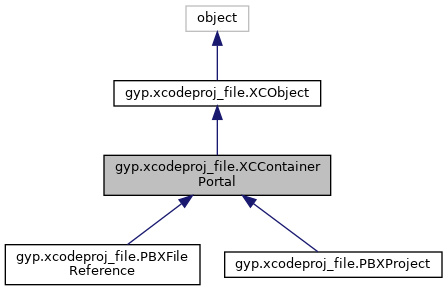 object
gyp.xcodeproj_file.XCObject
gyp.xcodeproj_file.XCContainer
Portal
gyp.xcodeproj_file.PBXFile
Reference
gyp.xcodeproj_file.PBXProject